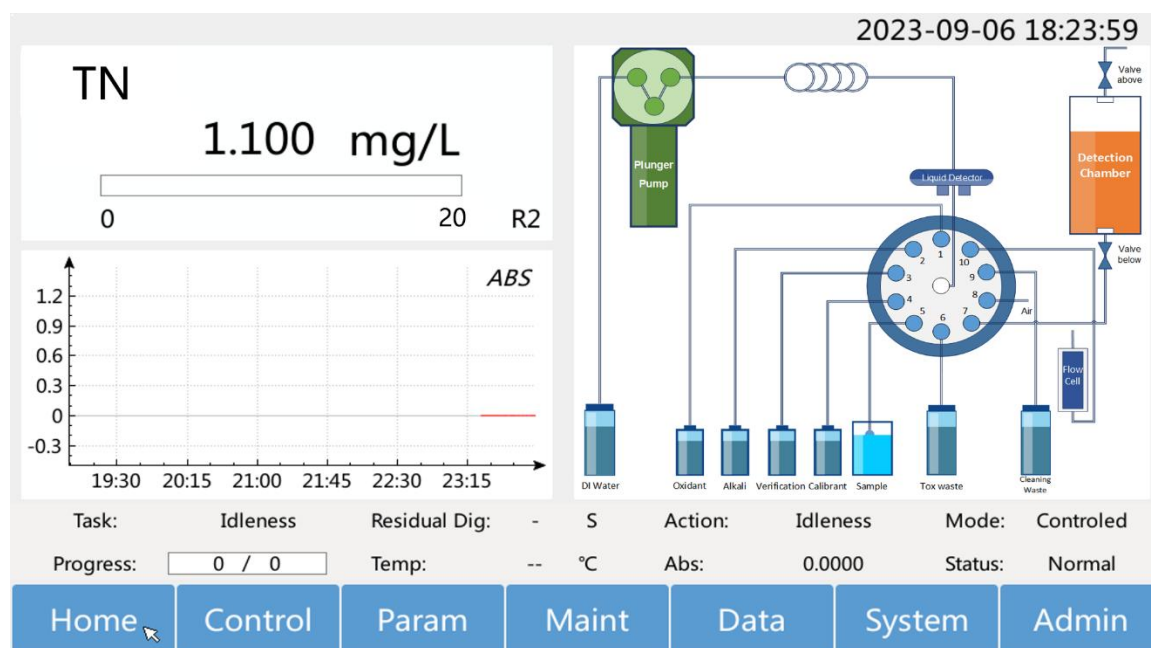 2023-09-06 18:23:59
TN
1.100 mg/L
0 20 R2
ABS
1.2
0.9
0.6
0.3
0
-0.3
19:30 20:15 21:00 21:45 22:30 23:15
Valve
above
Plunger
Pump
Detection
Chamber
Liquid Detector
Valve
below
1
2
3
4
5
6
7
8
9
10
Air
Flow
Cell
DI Water
Oxidant
Alkali
Verification
Calibrant
Sample
Tox waste
Cleaning
Waste
Task: Idleness Residual Dig: - S Action: Idleness Mode: Controled
Progress: 0 / 0 Temp: -- °C Abs: 0.0000 Status: Normal
Home Control Param Maint Data System Admin